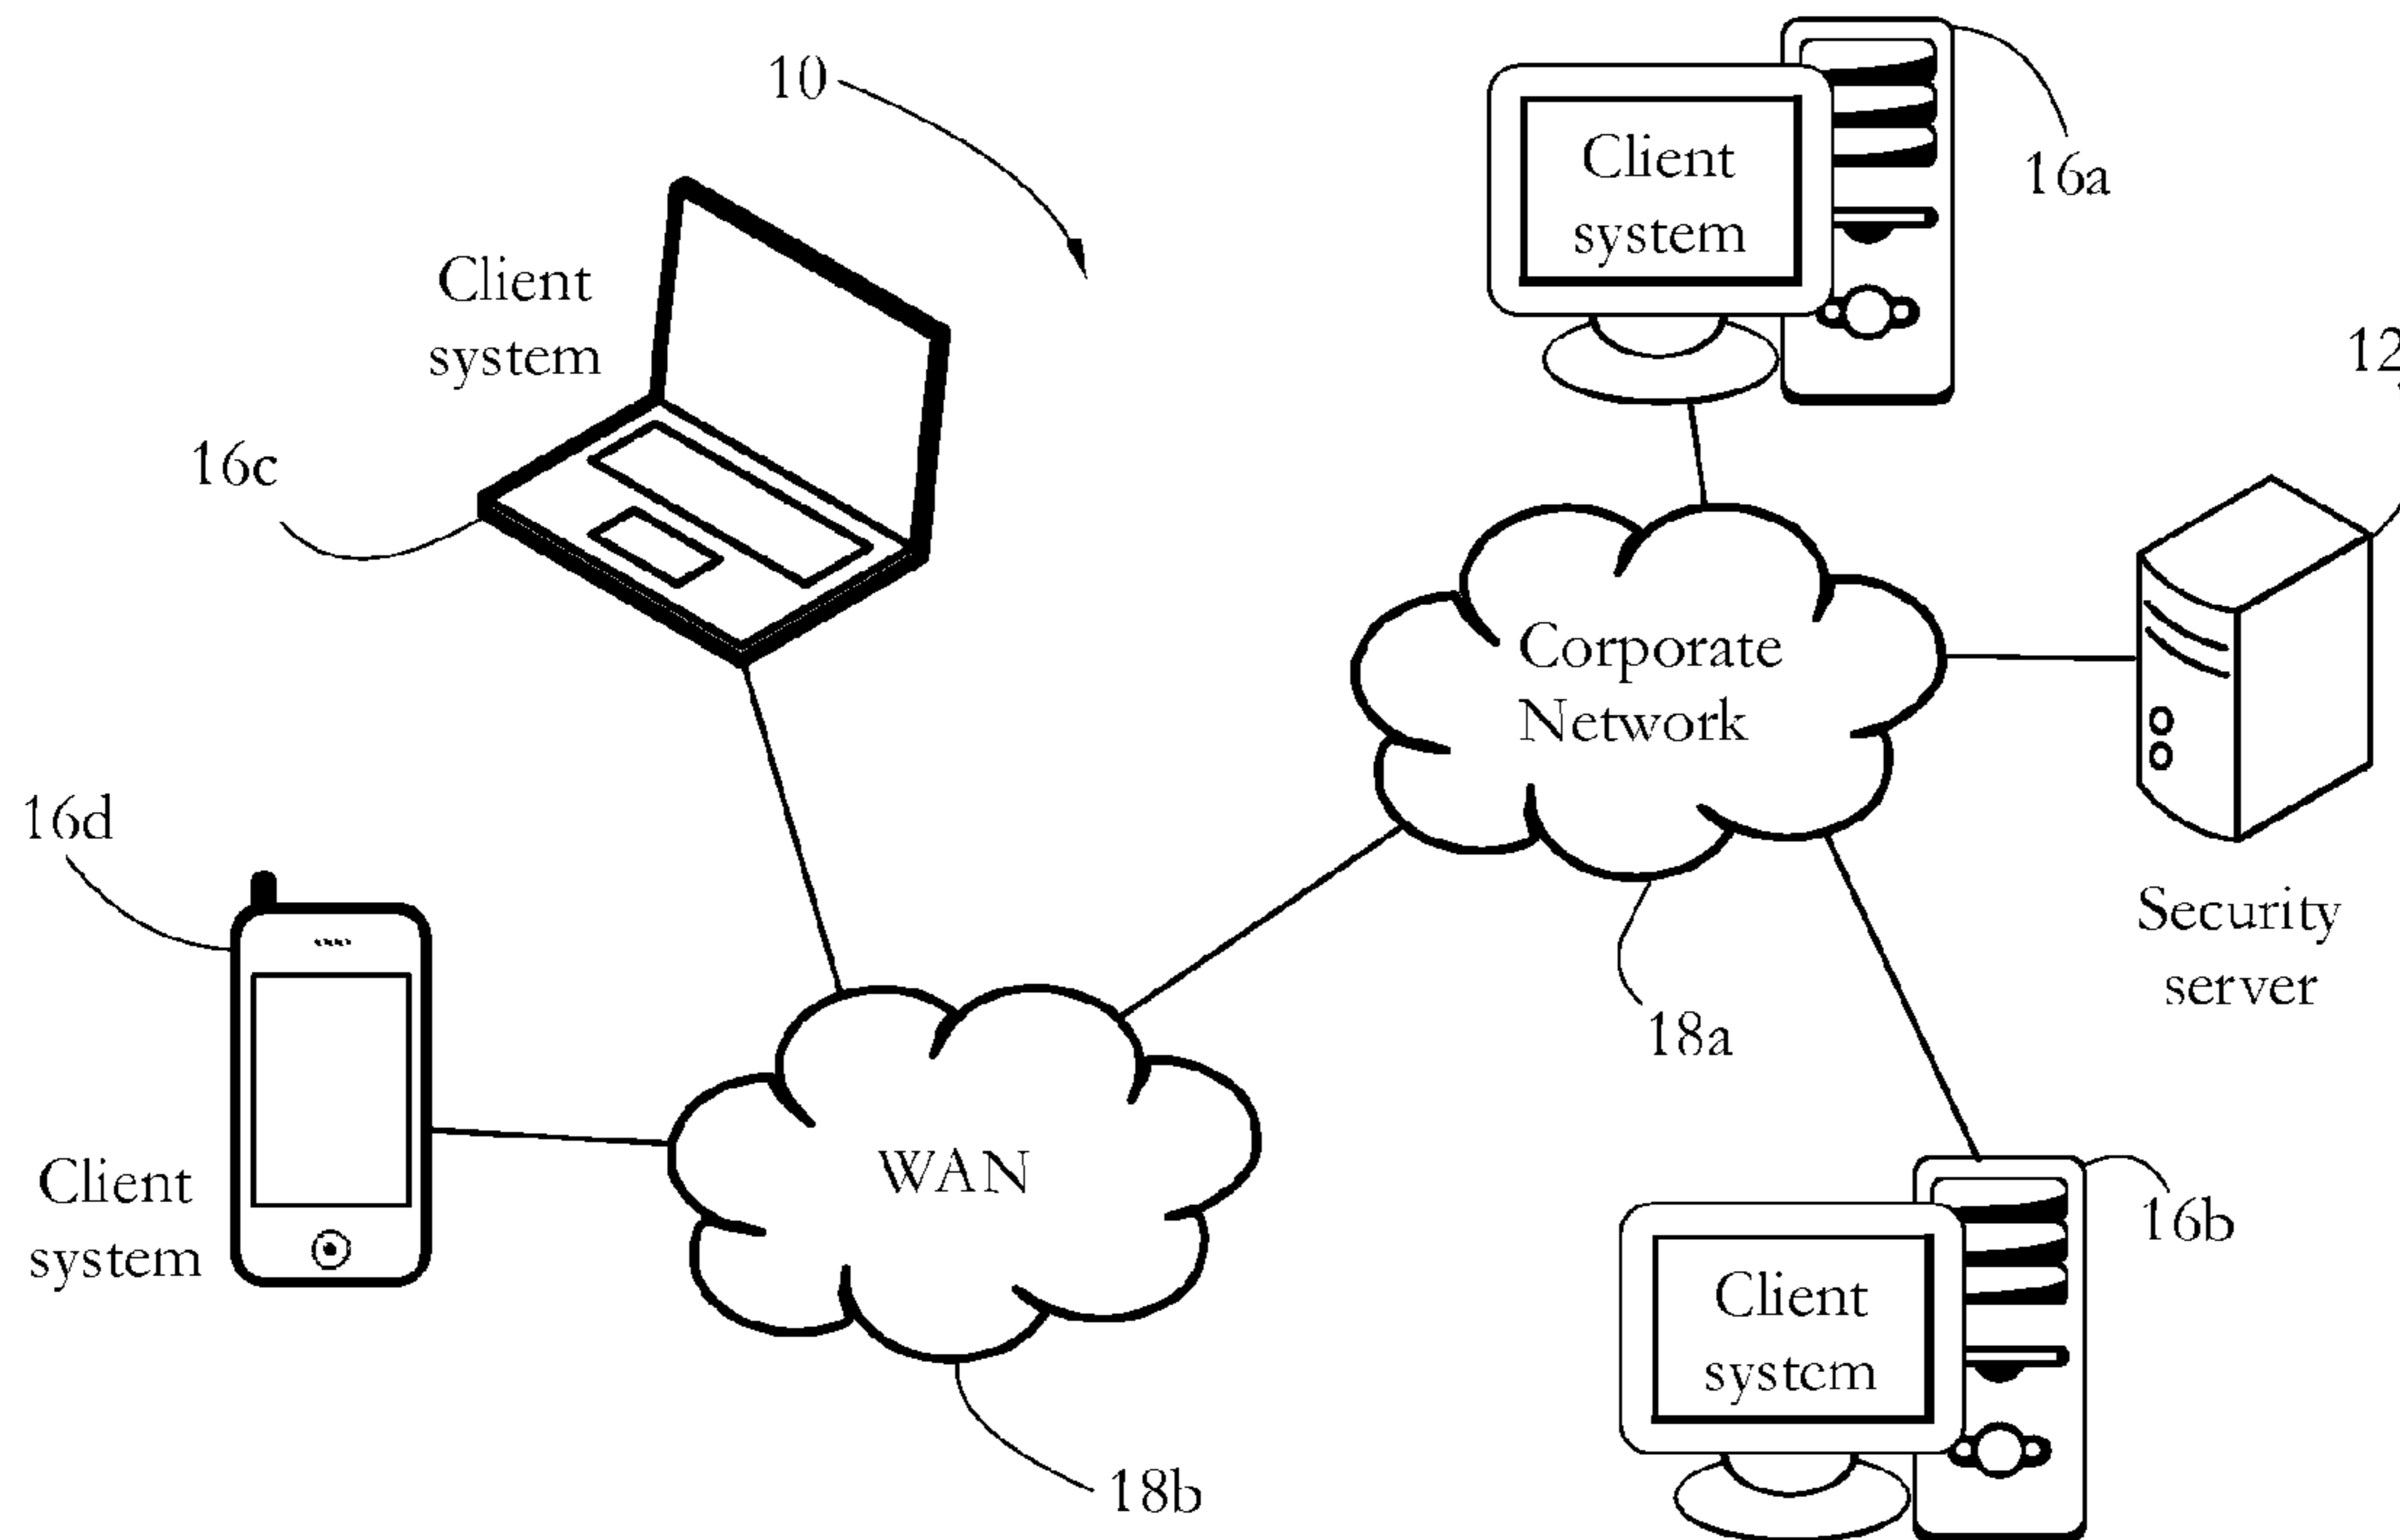 10
Client
system
16a
Client
system
12
16c
Corporate
Network
16d
Security
server
18a
WAN
Client
system
16b
Client
system
18b